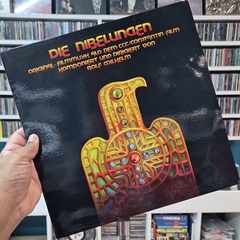 DIE NIBELUNGEN
ORIGINAL-FILMMUSIK AUS DEM CCC-CONSTANTIN-FILM
KOMPONIERT UND DIRIGIERT VON
ROLF WILHELM